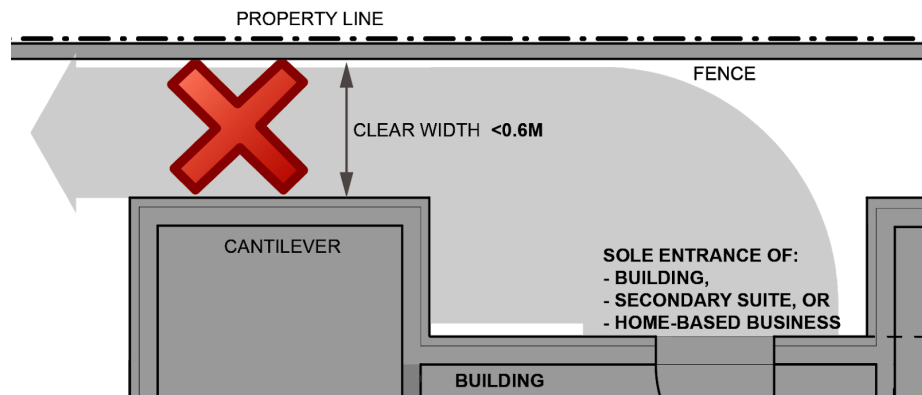 PROPERTY LINE
FENCE
CLEAR WIDTH <0.6M
CANTILEVER
SOLE ENTRANCE OF:
- BUILDING,
- SECONDARY SUITE, OR
- HOME-BASED BUSINESS
BUILDING